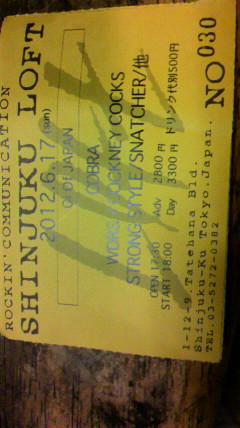 ROCKIN' COMMUNICATION
SHINJUKU LOFT
2012.6.17 (sun)
Oi Of JAPAN
COBRA
COCKNEY COCKS
STRONG STYLE/SNATCHER/他
OPEN 17:30 Adv 2800円
START 18:00 Day 3300円 ドリンク代別500円
1-12-9.Tatehana Bld.
Shinjuku-Ku Tokyo.Japan.
TEL.03-5272-0382
NO 030